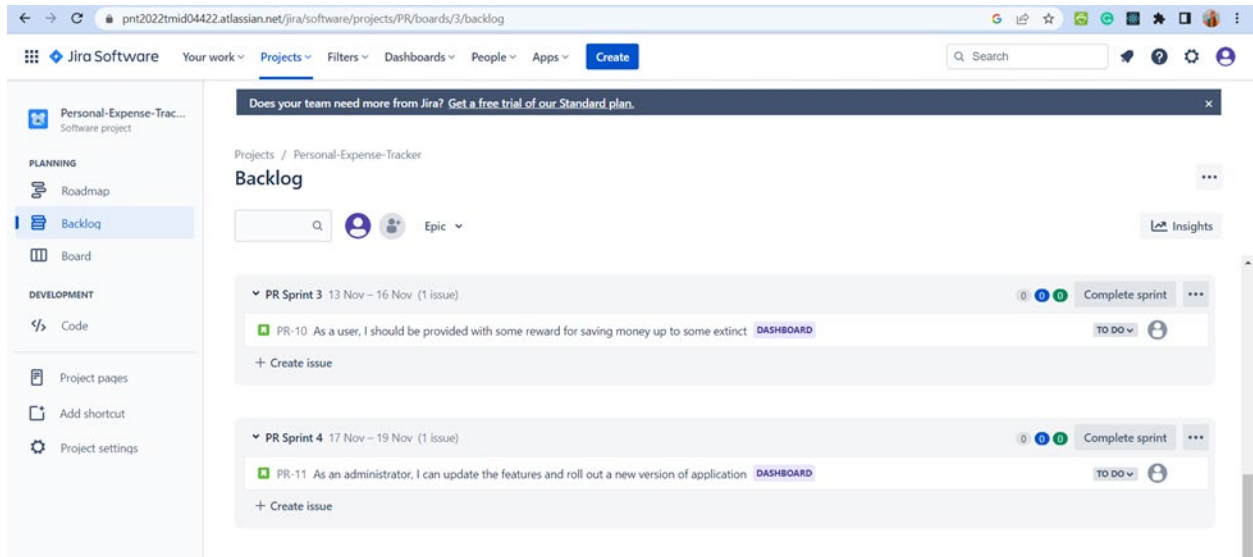 pnt2022tmid04422.atlassian.net/jira/software/projects/PR/boards/3/backlog
Jira Software Your work Projects Filters Dashboards People Apps Create Search
Does your team need more from Jira? Get a free trial of our Standard plan.
Personal-Expense-Trac...
Software project
PLANNING
Roadmap
Backlog
Board
DEVELOPMENT
Code
Project pages
Add shortcut
Project settings
Projects / Personal-Expense-Tracker
Backlog
Epic Insights
PR Sprint 3 13 Nov – 16 Nov (1 issue) 0 0 0 Complete sprint
PR-10 As a user, I should be provided with some reward for saving money up to some extinct DASHBOARD TO DO
+ Create issue
PR Sprint 4 17 Nov – 19 Nov (1 issue) 0 0 0 Complete sprint
PR-11 As an administrator, I can update the features and roll out a new version of application DASHBOARD TO DO
+ Create issue